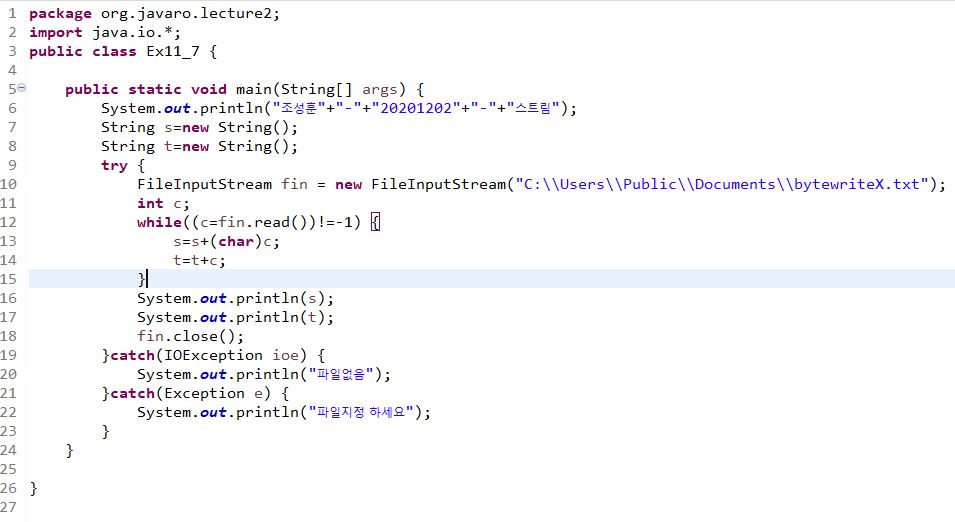 1 package org.javaro.lecture2;
2 import java.io.*;
3 public class Ex11_7 {
4
5 public static void main(String[] args) {
6 System.out.println("조성훈"+"-"+"20201202"+"-"+"스트림");
7 String s=new String();
8 String t=new String();
9 try {
10 FileInputStream fin = new FileInputStream("C:\\Users\\Public\\Documents\\bytewriteX.txt");
11 int c;
12 while((c=fin.read())!=-1) {
13 s=s+(char)c;
14 t=t+c;
15 }
16 System.out.println(s);
17 System.out.println(t);
18 fin.close();
19 }catch(IOException ioe) {
20 System.out.println("파일없음");
21 }catch(Exception e) {
22 System.out.println("파일지정 하세요");
23 }
24 }
25
26 }
27